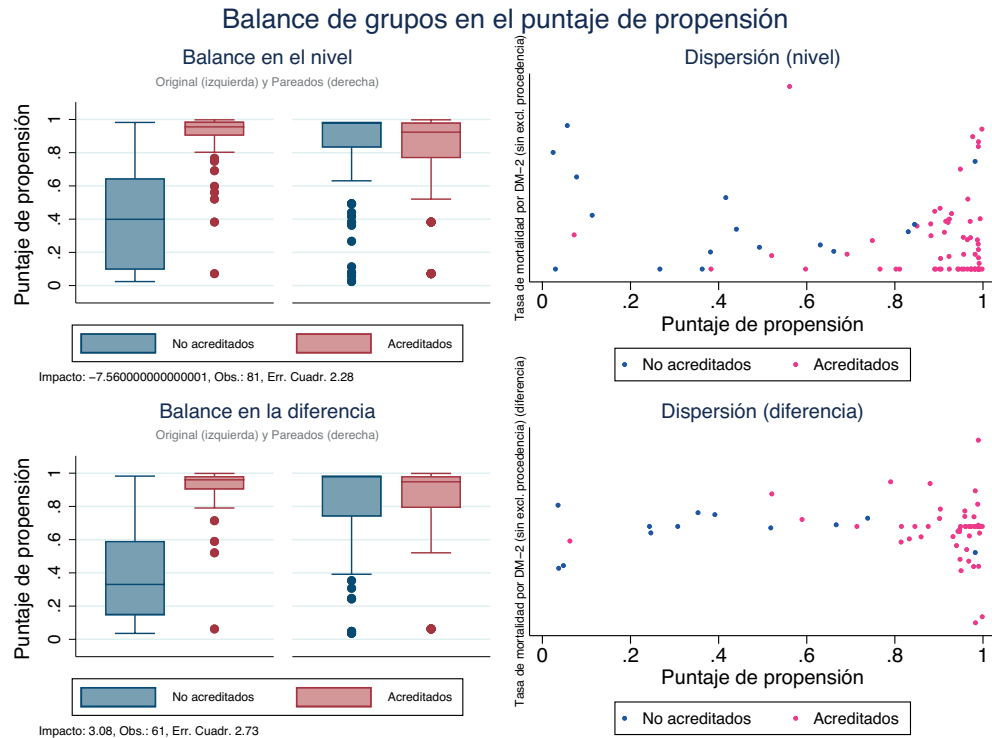 Balance de grupos en el puntaje de propensión
Balance en el nivel
Original (izquierda) y Pareados (derecha)
Puntaje de propensión
0 .2 .4 .6 .8 1
No acreditados Acreditados
Impacto: −7.560000000000001, Obs.: 81, Err. Cuadr. 2.28
Dispersión (nivel)
Tasa de mortalidad por DM−2 (sin excl. procedencia)
0 .2 .4 .6 .8 1
Puntaje de propensión
No acreditados Acreditados
Balance en la diferencia
Original (izquierda) y Pareados (derecha)
Puntaje de propensión
0 .2 .4 .6 .8 1
No acreditados Acreditados
Impacto: 3.08, Obs.: 61, Err. Cuadr. 2.73
Dispersión (diferencia)
Tasa de mortalidad por DM−2 (sin excl. procedencia) (diferencia)
0 .2 .4 .6 .8 1
Puntaje de propensión
No acreditados Acreditados